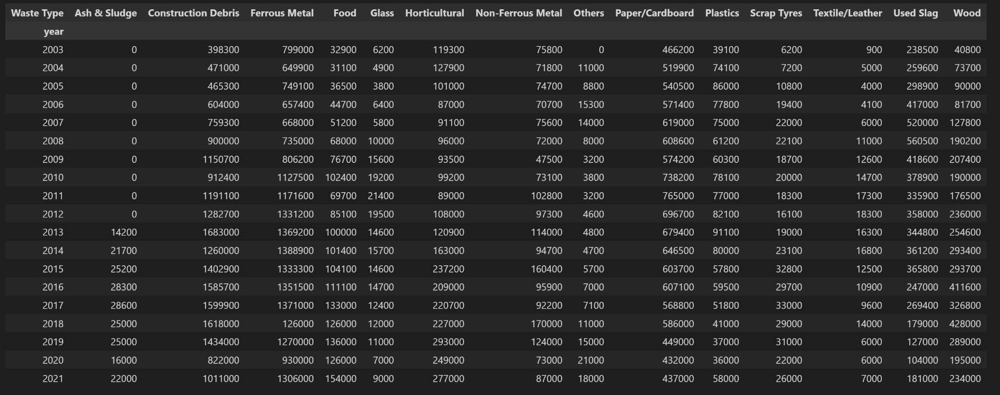 Waste Type Ash & Sludge Construction Debris Ferrous Metal Food Glass Horticultural Non-Ferrous Metal Others Paper/Cardboard Plastics Scrap Tyres Textile/Leather Used Slag Wood
year
2003 0 398300 799000 32900 6200 119300 75800 0 466200 39100 6200 900 238500 40800
2004 0 471000 649900 31100 4900 127900 71800 11000 519900 74100 7200 5000 259600 73700
2005 0 465300 749100 36500 3800 101000 74700 8800 540500 86000 10800 4000 298900 90000
2006 0 604000 657400 44700 6400 87000 70700 15300 571400 77800 19400 4100 417000 81700
2007 0 759300 668000 51200 5800 91100 75600 14000 619000 75000 22000 6000 520000 127800
2008 0 900000 735000 68000 10000 96000 72000 8000 608600 61200 22100 11000 560500 190200
2009 0 1150700 806200 76700 15600 93500 47500 3200 574200 60300 18700 12600 418600 207400
2010 0 912400 1127500 102400 19200 99200 73100 3800 738200 78100 20000 14700 378900 190000
2011 0 1191100 1171600 69700 21400 89000 102800 3200 765000 77000 18300 17300 335900 176500
2012 0 1282700 1331200 85100 19500 108000 97300 4600 696700 82100 16100 18300 358000 236000
2013 14200 1683000 1369200 100000 14600 120900 114000 4800 679400 91100 19000 16300 344800 254600
2014 21700 1260000 1388900 101400 15700 163000 94700 4700 646500 80000 23100 16800 361200 293400
2015 25200 1402900 1333300 104100 14600 237200 160400 5700 603700 57800 32800 12500 365800 293700
2016 28300 1585700 1351500 111100 14700 209000 95900 7000 607100 59500 29700 10900 247000 411600
2017 28600 1599900 1371000 133000 12400 220700 92200 7100 568800 51800 33000 9600 269400 326800
2018 25000 1618000 126000 126000 12000 227000 170000 11000 586000 41000 29000 14000 179000 428000
2019 25000 1434000 1270000 136000 11000 293000 124000 15000 449000 37000 31000 6000 127000 289000
2020 16000 822000 930000 126000 7000 249000 73000 21000 432000 36000 22000 6000 104000 195000
2021 22000 1011000 1306000 154000 9000 277000 87000 18000 437000 58000 26000 7000 181000 234000